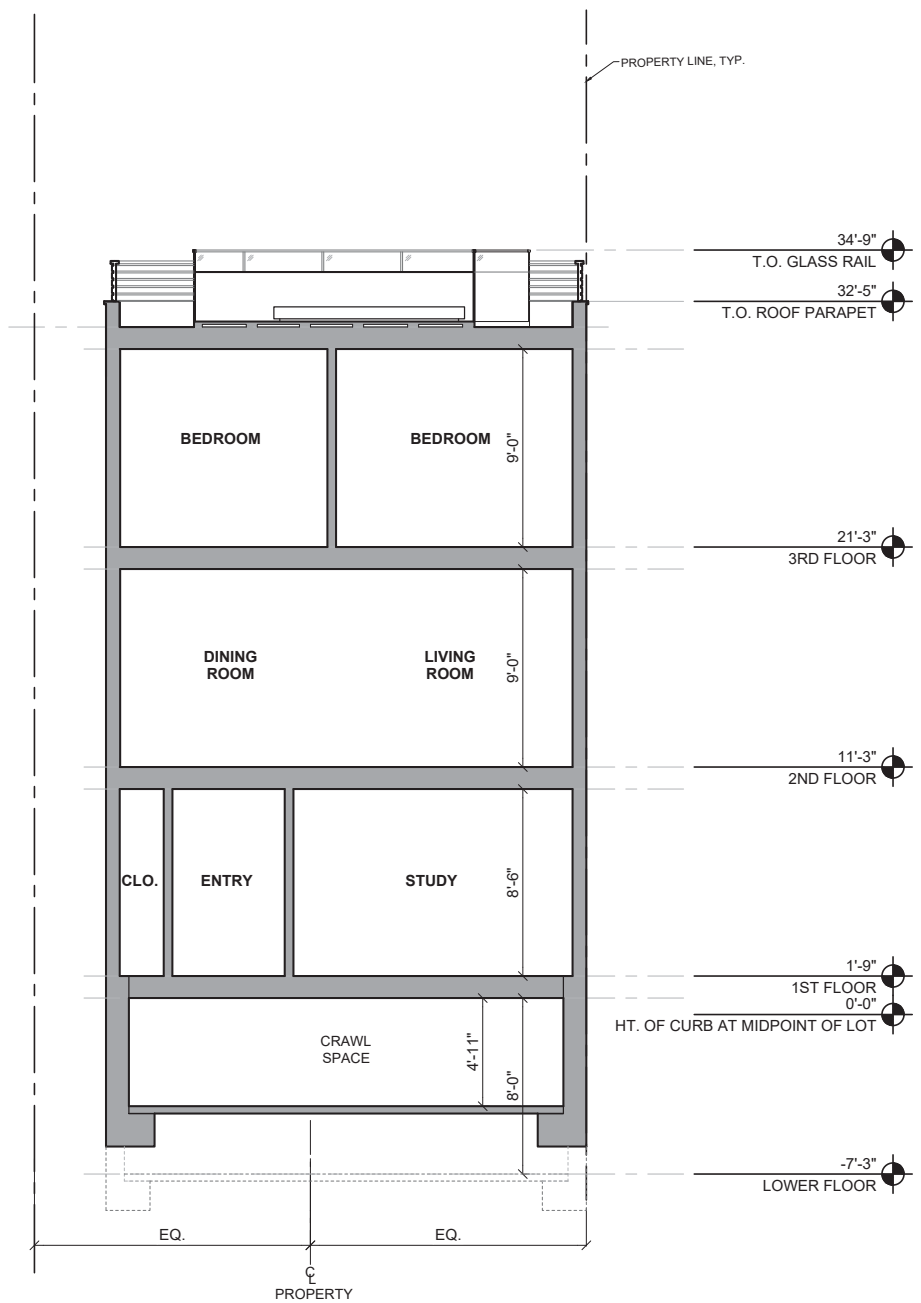 PROPERTY LINE, TYP.
34'-9"
T.O. GLASS RAIL
32'-5"
T.O. ROOF PARAPET
BEDROOM
BEDROOM
9'-0"
21'-3"
3RD FLOOR
DINING
ROOM
LIVING
ROOM
9'-0"
11'-3"
2ND FLOOR
CLO.
ENTRY
STUDY
8'-6"
1'-9"
1ST FLOOR
0'-0"
HT. OF CURB AT MIDPOINT OF LOT
CRAWL
SPACE
4'-11"
8'-0"
-7'-3"
LOWER FLOOR
EQ.
EQ.
CL
PROPERTY